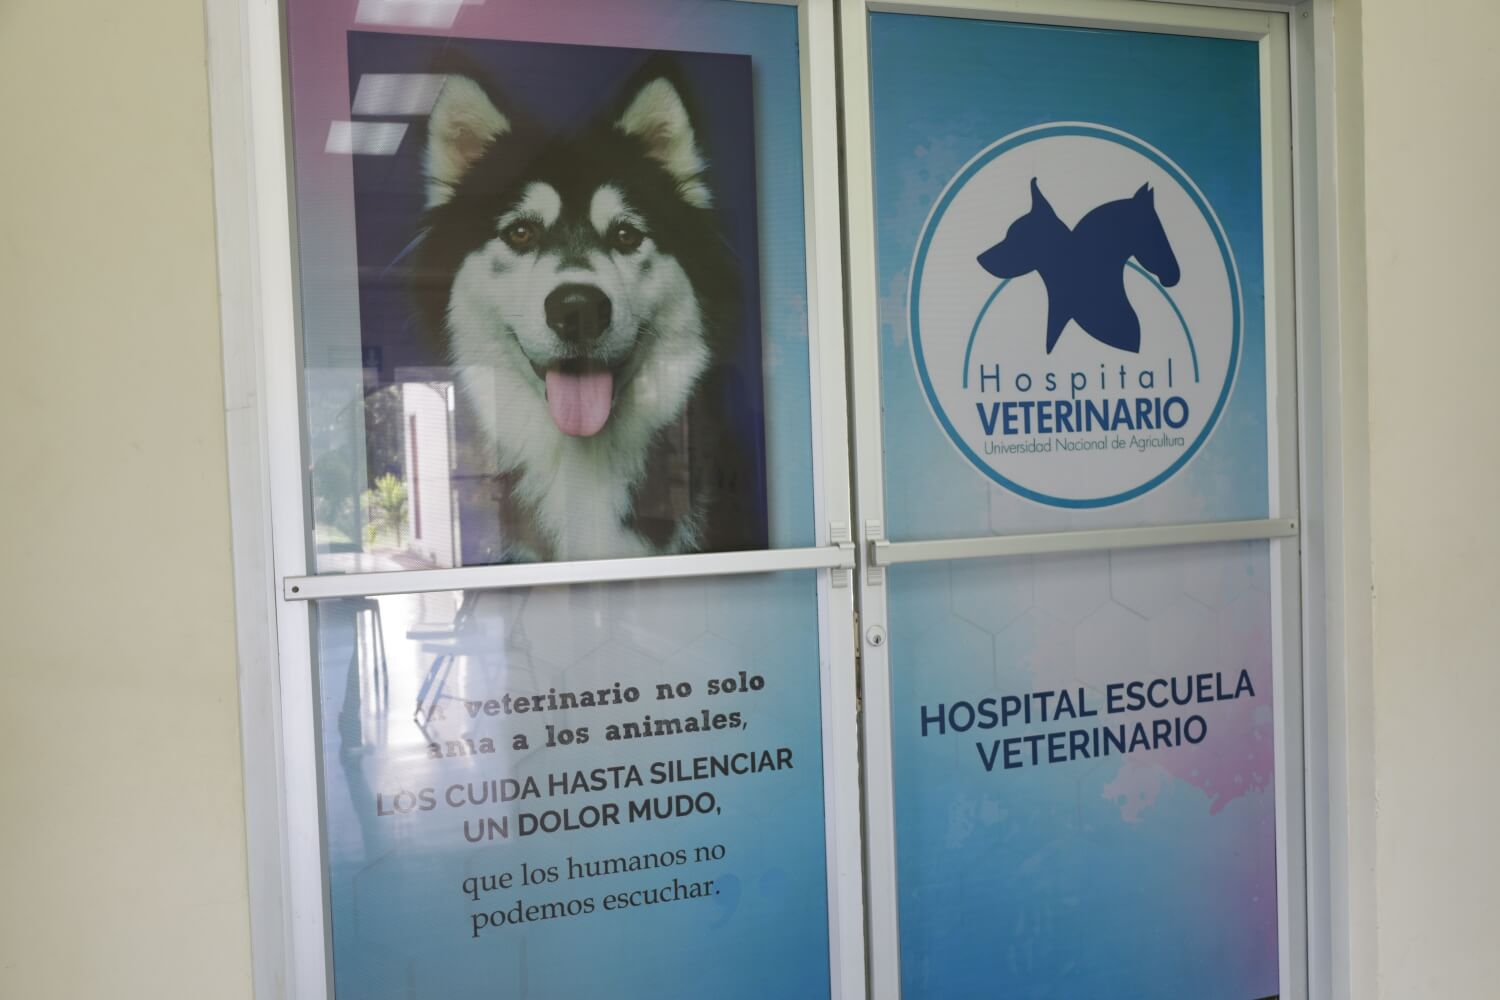 veterinario no solo
ama a los animales,
LOS CUIDA HASTA SILENCIAR
UN DOLOR MUDO,
que los humanos no
podemos escuchar.
Hospital
VETERINARIO
Universidad Nacional de Agricultura
HOSPITAL ESCUELA
VETERINARIO